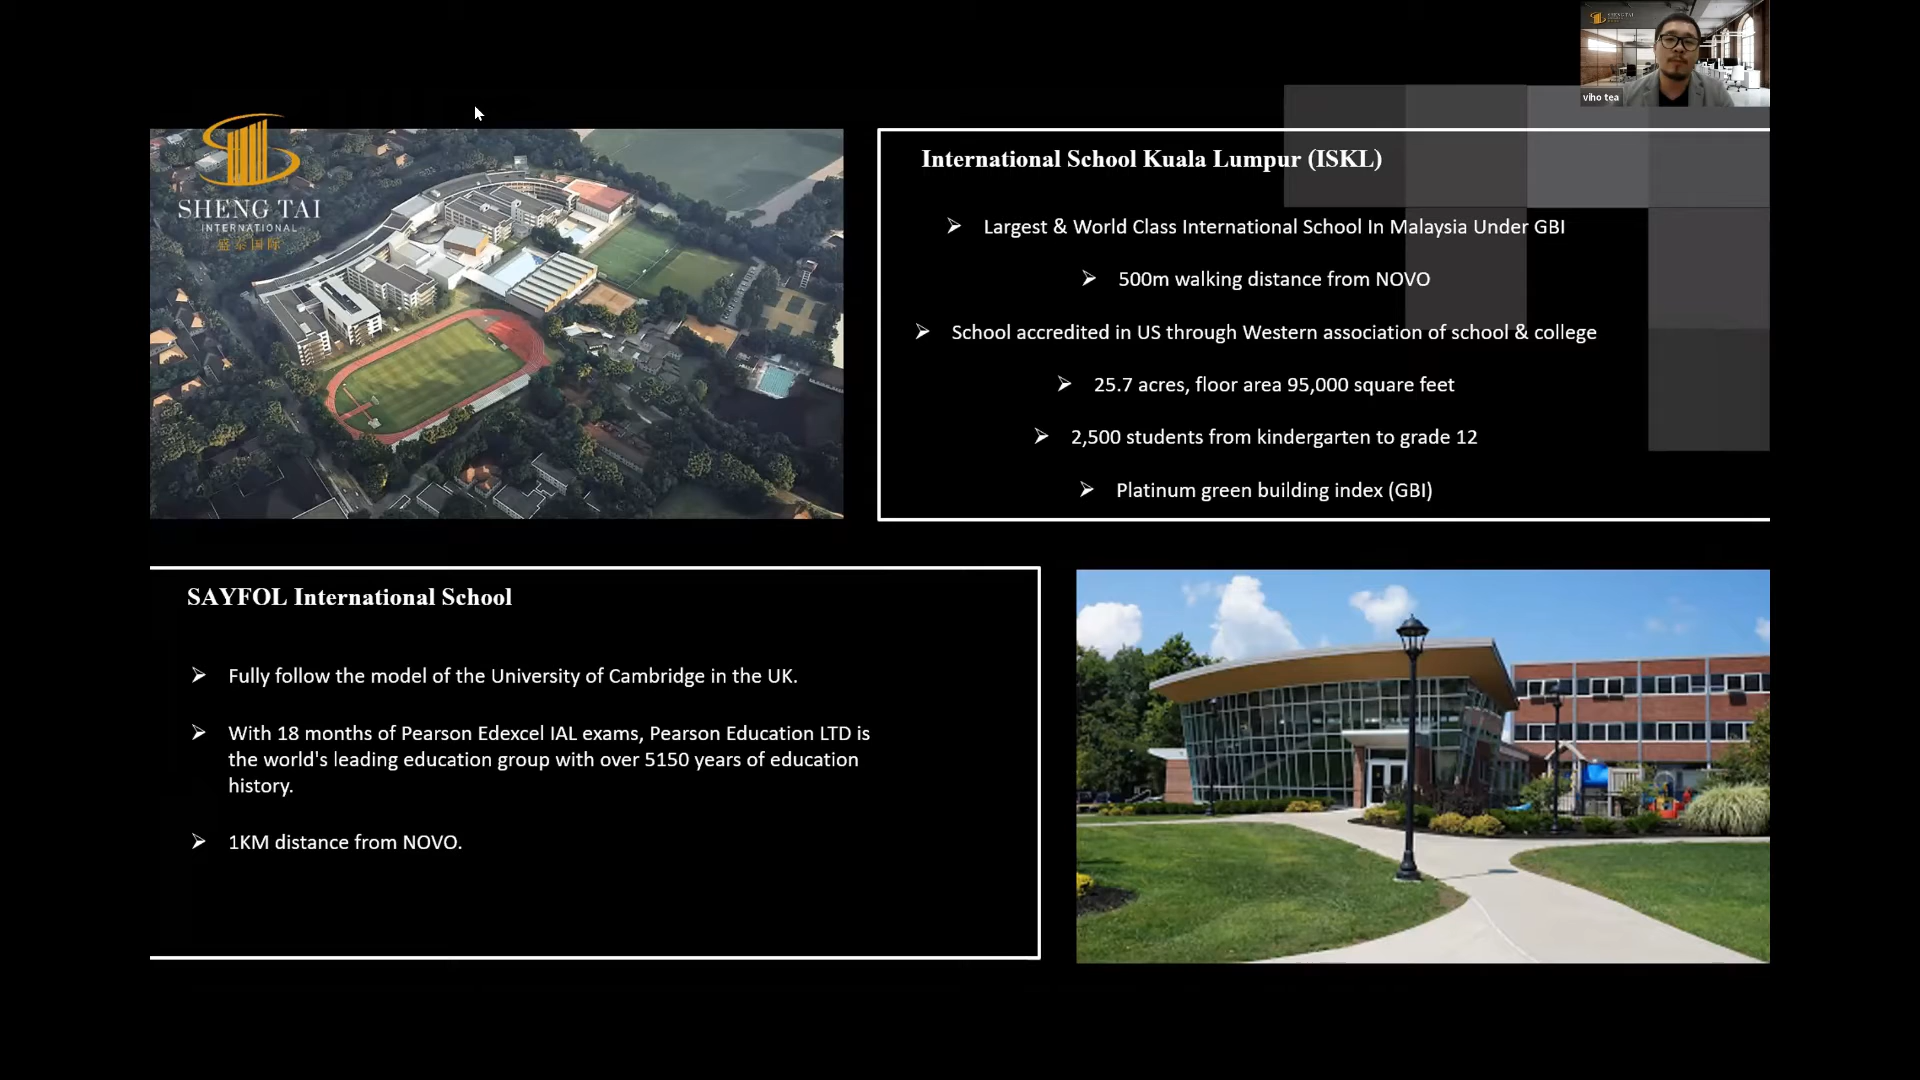 SHENG TAI
INTERNATIONAL
盛泰国际
viho tea
International School Kuala Lumpur (ISKL)
➢ Largest & World Class International School In Malaysia Under GBI
➢ 500m walking distance from NOVO
➢ School accredited in US through Western association of school & college
➢ 25.7 acres, floor area 95,000 square feet
➢ 2,500 students from kindergarten to grade 12
➢ Platinum green building index (GBI)
SAYFOL International School
➢ Fully follow the model of the University of Cambridge in the UK.
➢ With 18 months of Pearson Edexcel IAL exams, Pearson Education LTD is
the world's leading education group with over 5150 years of education
history.
➢ 1KM distance from NOVO.